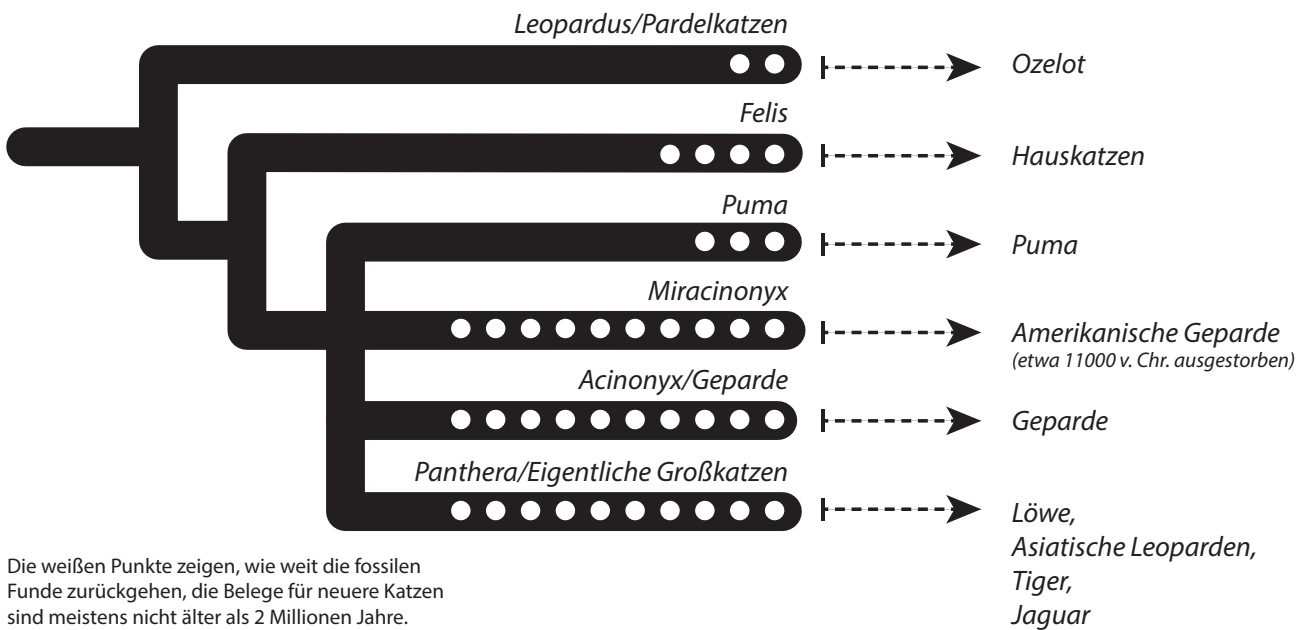 Leopardus/Pardelkatzen
Ozelot
Felis
Hauskatzen
Puma
Puma
Miracinonyx
Amerikanische Geparde
(etwa 11000 v. Chr. ausgestorben)
Acinonyx/Geparde
Geparde
Panthera/Eigentliche Großkatzen
Löwe,
Asiatische Leoparden,
Tiger,
Jaguar
Die weißen Punkte zeigen, wie weit die fossilen
Funde zurückgehen, die Belege für neuere Katzen
sind meistens nicht älter als 2 Millionen Jahre.